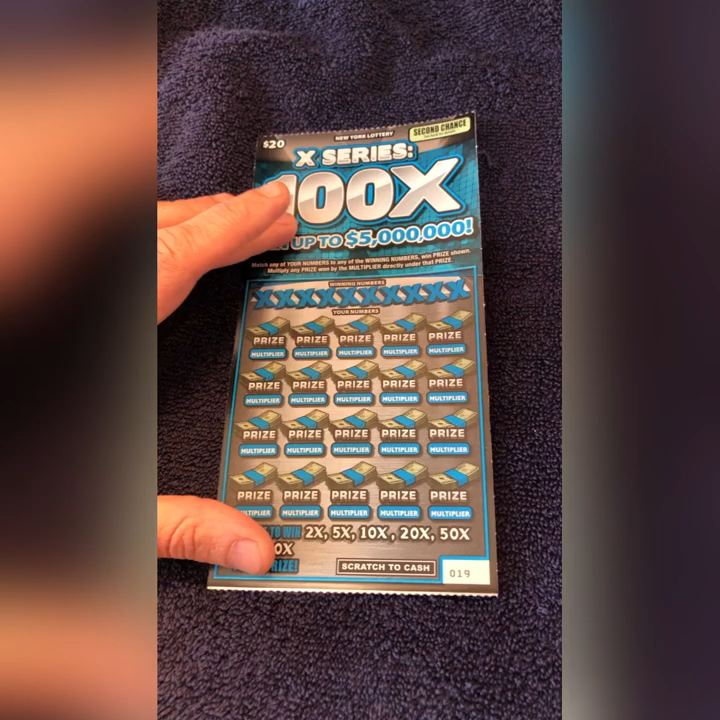 NEW YORK LOTTERY
$20
SECOND CHANCE
X SERIES:
100X
UP TO $5,000,000!
Match any of YOUR NUMBERS to any of the WINNING NUMBERS, win PRIZE shown.
Multiply any PRIZE won by the MULTIPLIER directly under that PRIZE.
WINNING NUMBERS
XXXXXXXXXX
YOUR NUMBERS
PRIZE PRIZE PRIZE PRIZE PRIZE
MULTIPLIER MULTIPLIER MULTIPLIER MULTIPLIER MULTIPLIER
PRIZE PRIZE PRIZE PRIZE PRIZE
MULTIPLIER MULTIPLIER MULTIPLIER MULTIPLIER MULTIPLIER
PRIZE PRIZE PRIZE PRIZE PRIZE
MULTIPLIER MULTIPLIER MULTIPLIER MULTIPLIER MULTIPLIER
PRIZE PRIZE PRIZE PRIZE PRIZE
MULTIPLIER MULTIPLIER MULTIPLIER MULTIPLIER MULTIPLIER
TO WIN 2X, 5X, 10X, 20X, 50X
0X
SCRATCH TO CASH
019